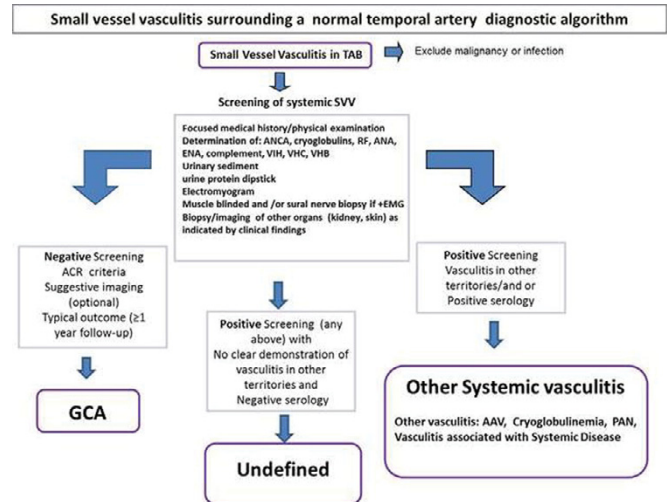 Small vessel vasculitis surrounding a normal temporal artery diagnostic algorithm
Small Vessel Vasculitis in TAB
Exclude malignancy or infection
Screening of systemic SVV
Focused medical history/physical examination
Determination of: ANCA, cryoglobulins, RF, ANA,
ENA, complement, VIH, VHC, VHB
Urinary sediment
urine protein dipstick
Electromyogram
Muscle blinded and /or sural nerve biopsy if +EMG
Biopsy/imaging of other organs (kidney, skin) as
indicated by clinical findings
Negative Screening
ACR criteria
Suggestive imaging
(optional)
Typical outcome (≥1
year follow-up)
GCA
Positive Screening (any
above) with
No clear demonstration of
vasculitis in other
territories and
Negative serology
Undefined
Positive Screening
Vasculitis in other
territories/and or
Positive serology
Other Systemic vasculitis
Other vasculitis: AAV, Cryoglobulinemia, PAN,
Vasculitis associated with Systemic Disease